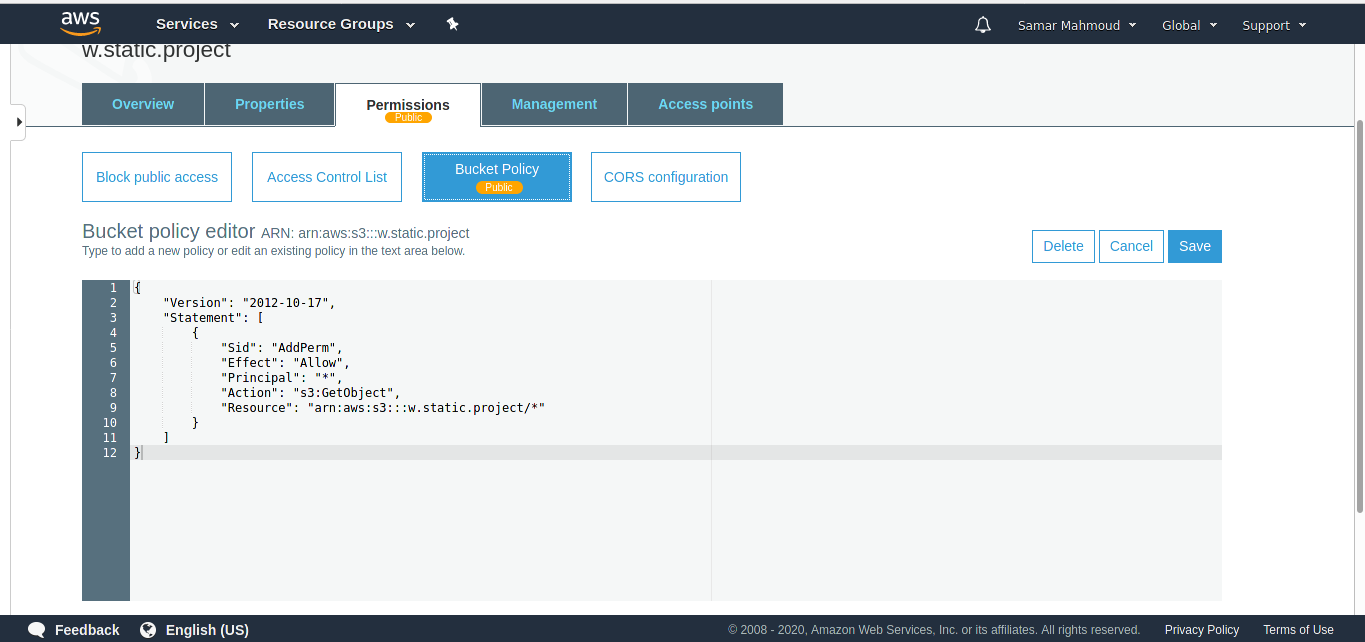 aws Services Resource Groups Samar Mahmoud Global Support
w.static.project
Overview Properties Permissions Management Access points
Public
Block public access Access Control List Bucket Policy CORS configuration
Public
Bucket policy editor ARN: arn:aws:s3:::w.static.project
Type to add a new policy or edit an existing policy in the text area below.
Delete Cancel Save
1 {
2 "Version": "2012-10-17",
3 "Statement": [
4 {
5 "Sid": "AddPerm",
6 "Effect": "Allow",
7 "Principal": "*",
8 "Action": "s3:GetObject",
9 "Resource": "arn:aws:s3:::w.static.project/*"
10 }
11 ]
12 }
Feedback English (US) © 2008 - 2020, Amazon Web Services, Inc. or its affiliates. All rights reserved. Privacy Policy Terms of Use